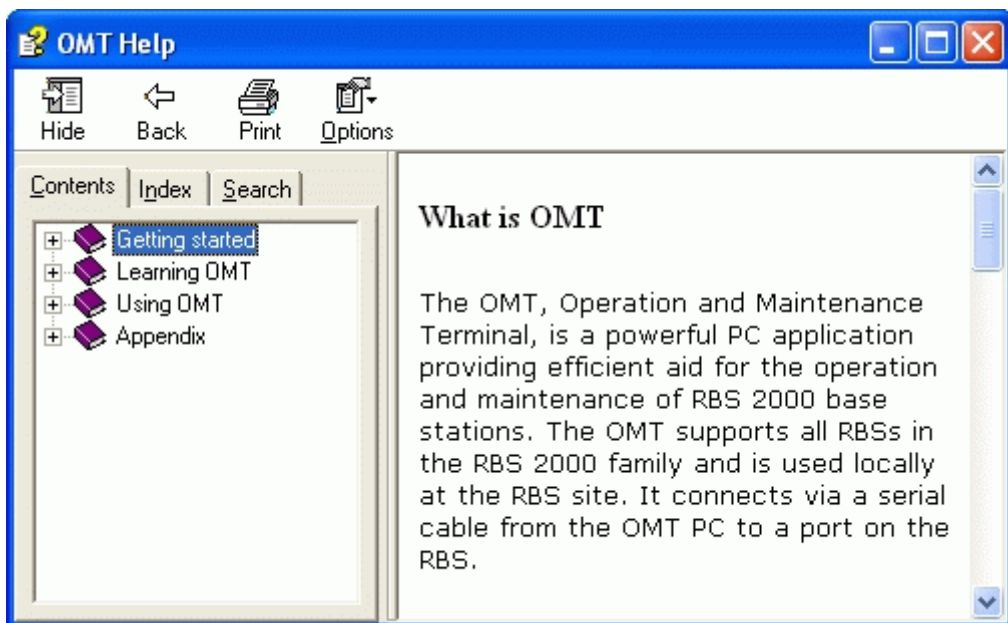 OMT Help
Hide Back Print Options
Contents Index Search
Getting started
Learning OMT
Using OMT
Appendix
What is OMT
The OMT, Operation and Maintenance
Terminal, is a powerful PC application
providing efficient aid for the operation
and maintenance of RBS 2000 base
stations. The OMT supports all RBSs in
the RBS 2000 family and is used locally
at the RBS site. It connects via a serial
cable from the OMT PC to a port on the
RBS.